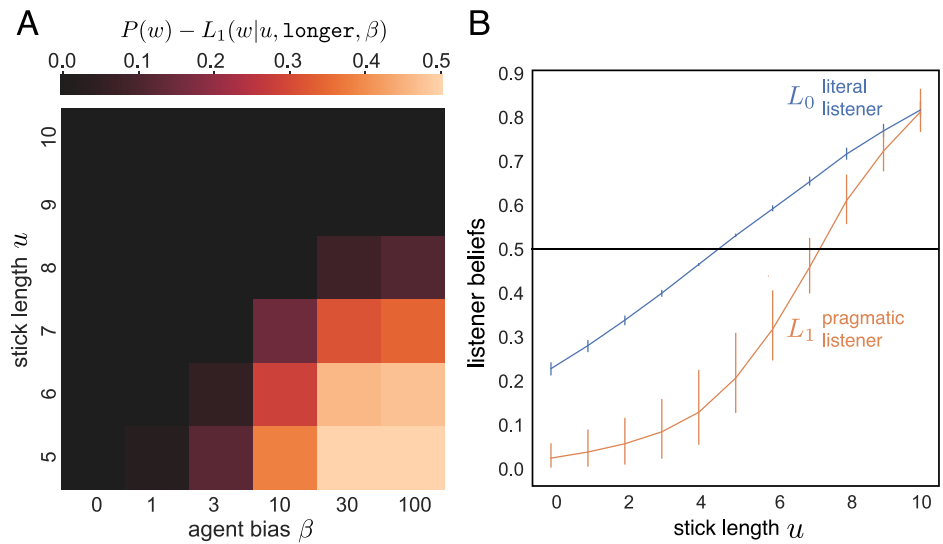 A
P(w) − L₁(w|u, longer, β)
0.0 0.1 0.2 0.3 0.4 0.5
stick length u
10
9
8
7
6
5
0 1 3 10 30 100
agent bias β
B
listener beliefs
0.9
0.8
0.7
0.6
0.5
0.4
0.3
0.2
0.1
0.0
L₀ literal
listener
L₁ pragmatic
listener
0 2 4 6 8 10
stick length u